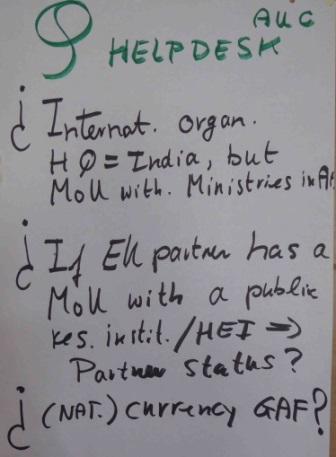 AUC
HELPDESK
¿ Internat. organ.
HQ = India, but
MoU with. Ministries in Af
¿ If EU partner has a
MoU with a public
res. instit. / HEI =>
Partner status?
¿ (NAT.) currency GAF?